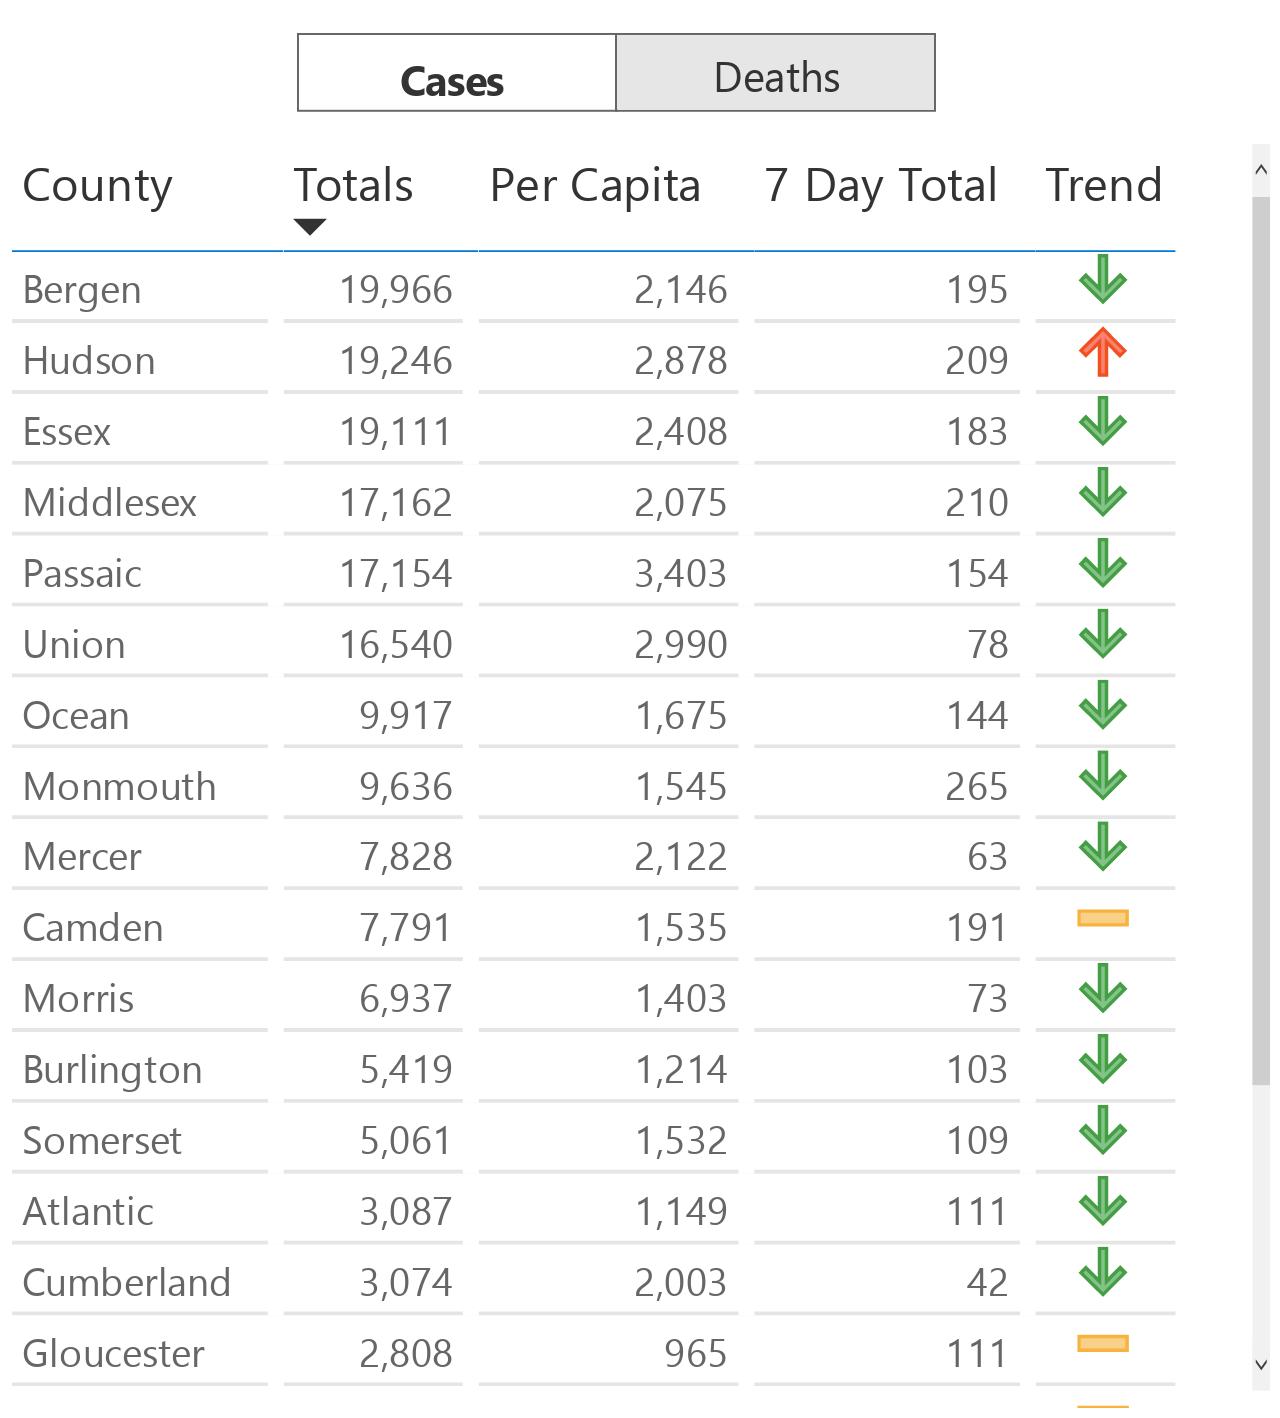 Cases Deaths
County Totals Per Capita 7 Day Total Trend
Bergen 19,966 2,146 195
Hudson 19,246 2,878 209
Essex 19,111 2,408 183
Middlesex 17,162 2,075 210
Passaic 17,154 3,403 154
Union 16,540 2,990 78
Ocean 9,917 1,675 144
Monmouth 9,636 1,545 265
Mercer 7,828 2,122 63
Camden 7,791 1,535 191
Morris 6,937 1,403 73
Burlington 5,419 1,214 103
Somerset 5,061 1,532 109
Atlantic 3,087 1,149 111
Cumberland 3,074 2,003 42
Gloucester 2,808 965 111